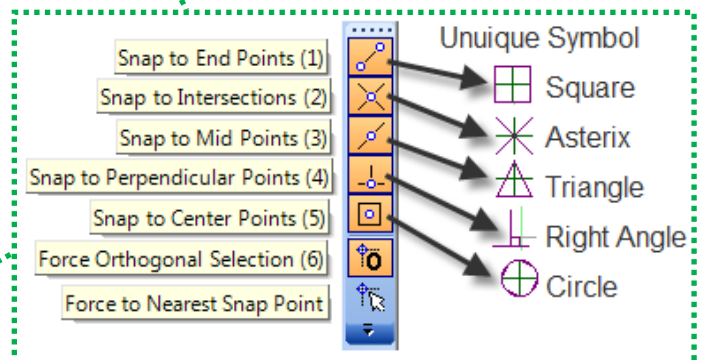 Unuique Symbol
Snap to End Points (1)
Square
Snap to Intersections (2)
Asterix
Snap to Mid Points (3)
Triangle
Snap to Perpendicular Points (4)
Right Angle
Snap to Center Points (5)
Circle
Force Orthogonal Selection (6)
Force to Nearest Snap Point